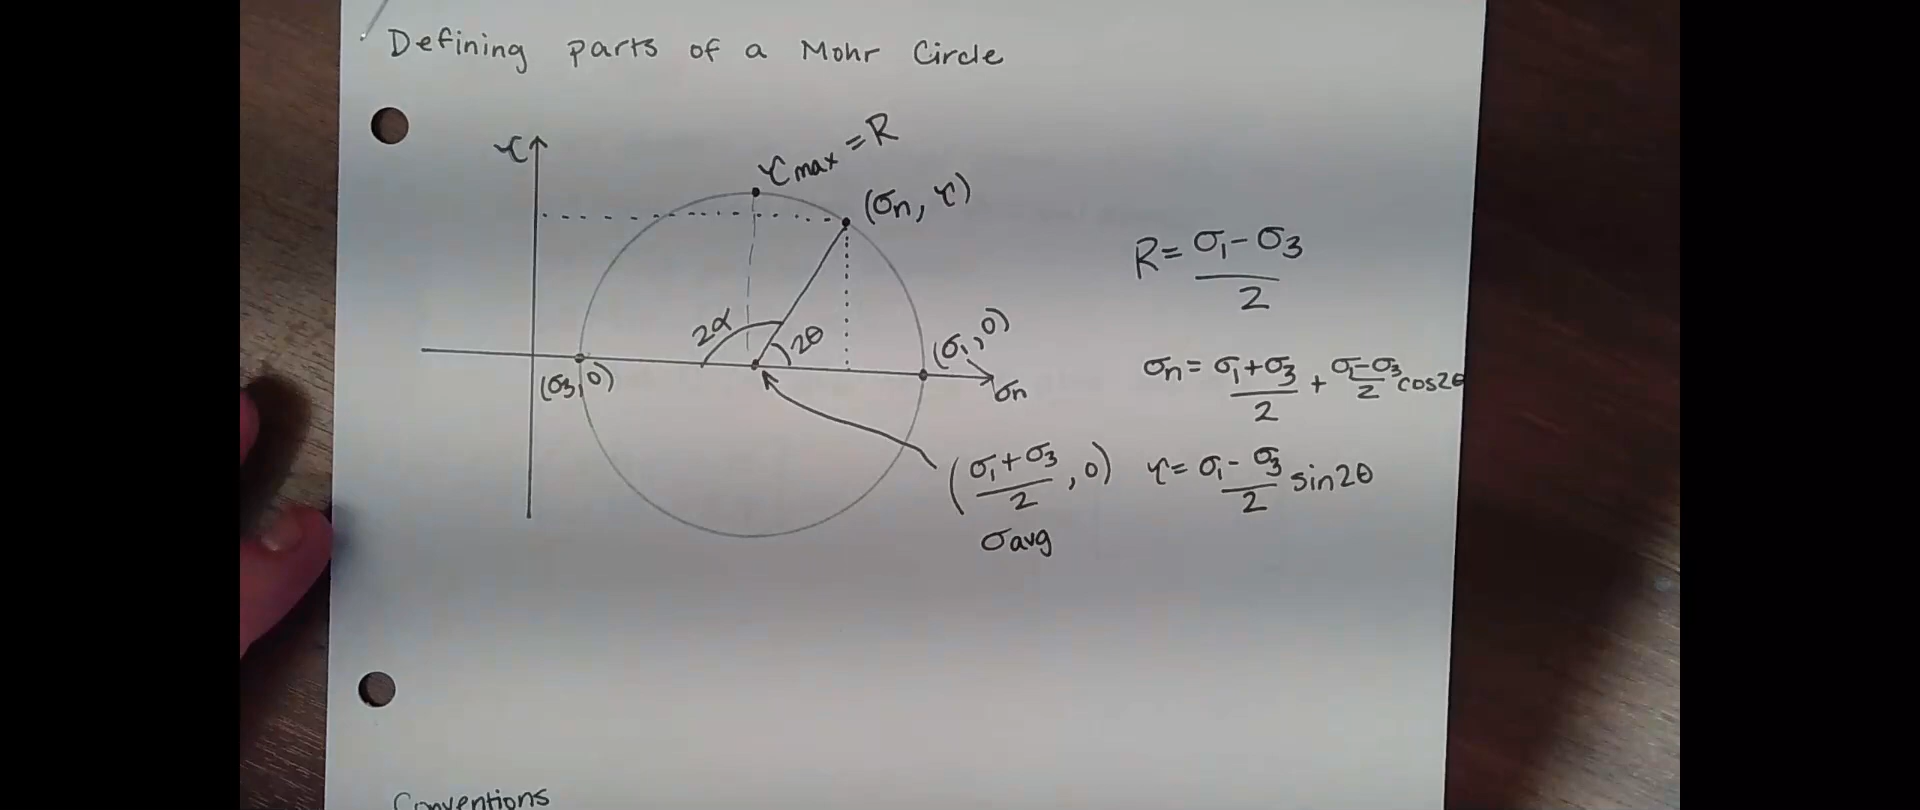 Defining parts of a Mohr Circle
τ
τmax = R
(σn, τ)
R = (σ1 - σ3)/2
2α
2θ
(σ1, 0)
(σ3, 0)
σn
σn = (σ1 + σ3)/2 + (σ1 - σ3)/2 cos2θ
((σ1 + σ3)/2, 0)
τ = (σ1 - σ3)/2 sin2θ
σavg
Conventions